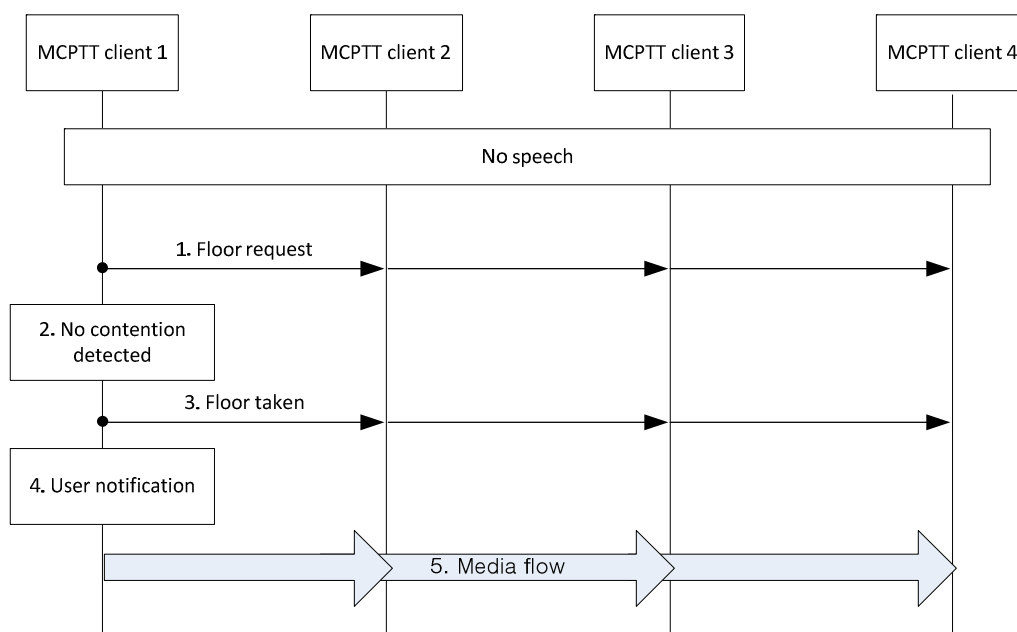 MCPTT client 1
MCPTT client 2
MCPTT client 3
MCPTT client 4
No speech
1. Floor request
2. No contention
detected
3. Floor taken
4. User notification
5. Media flow